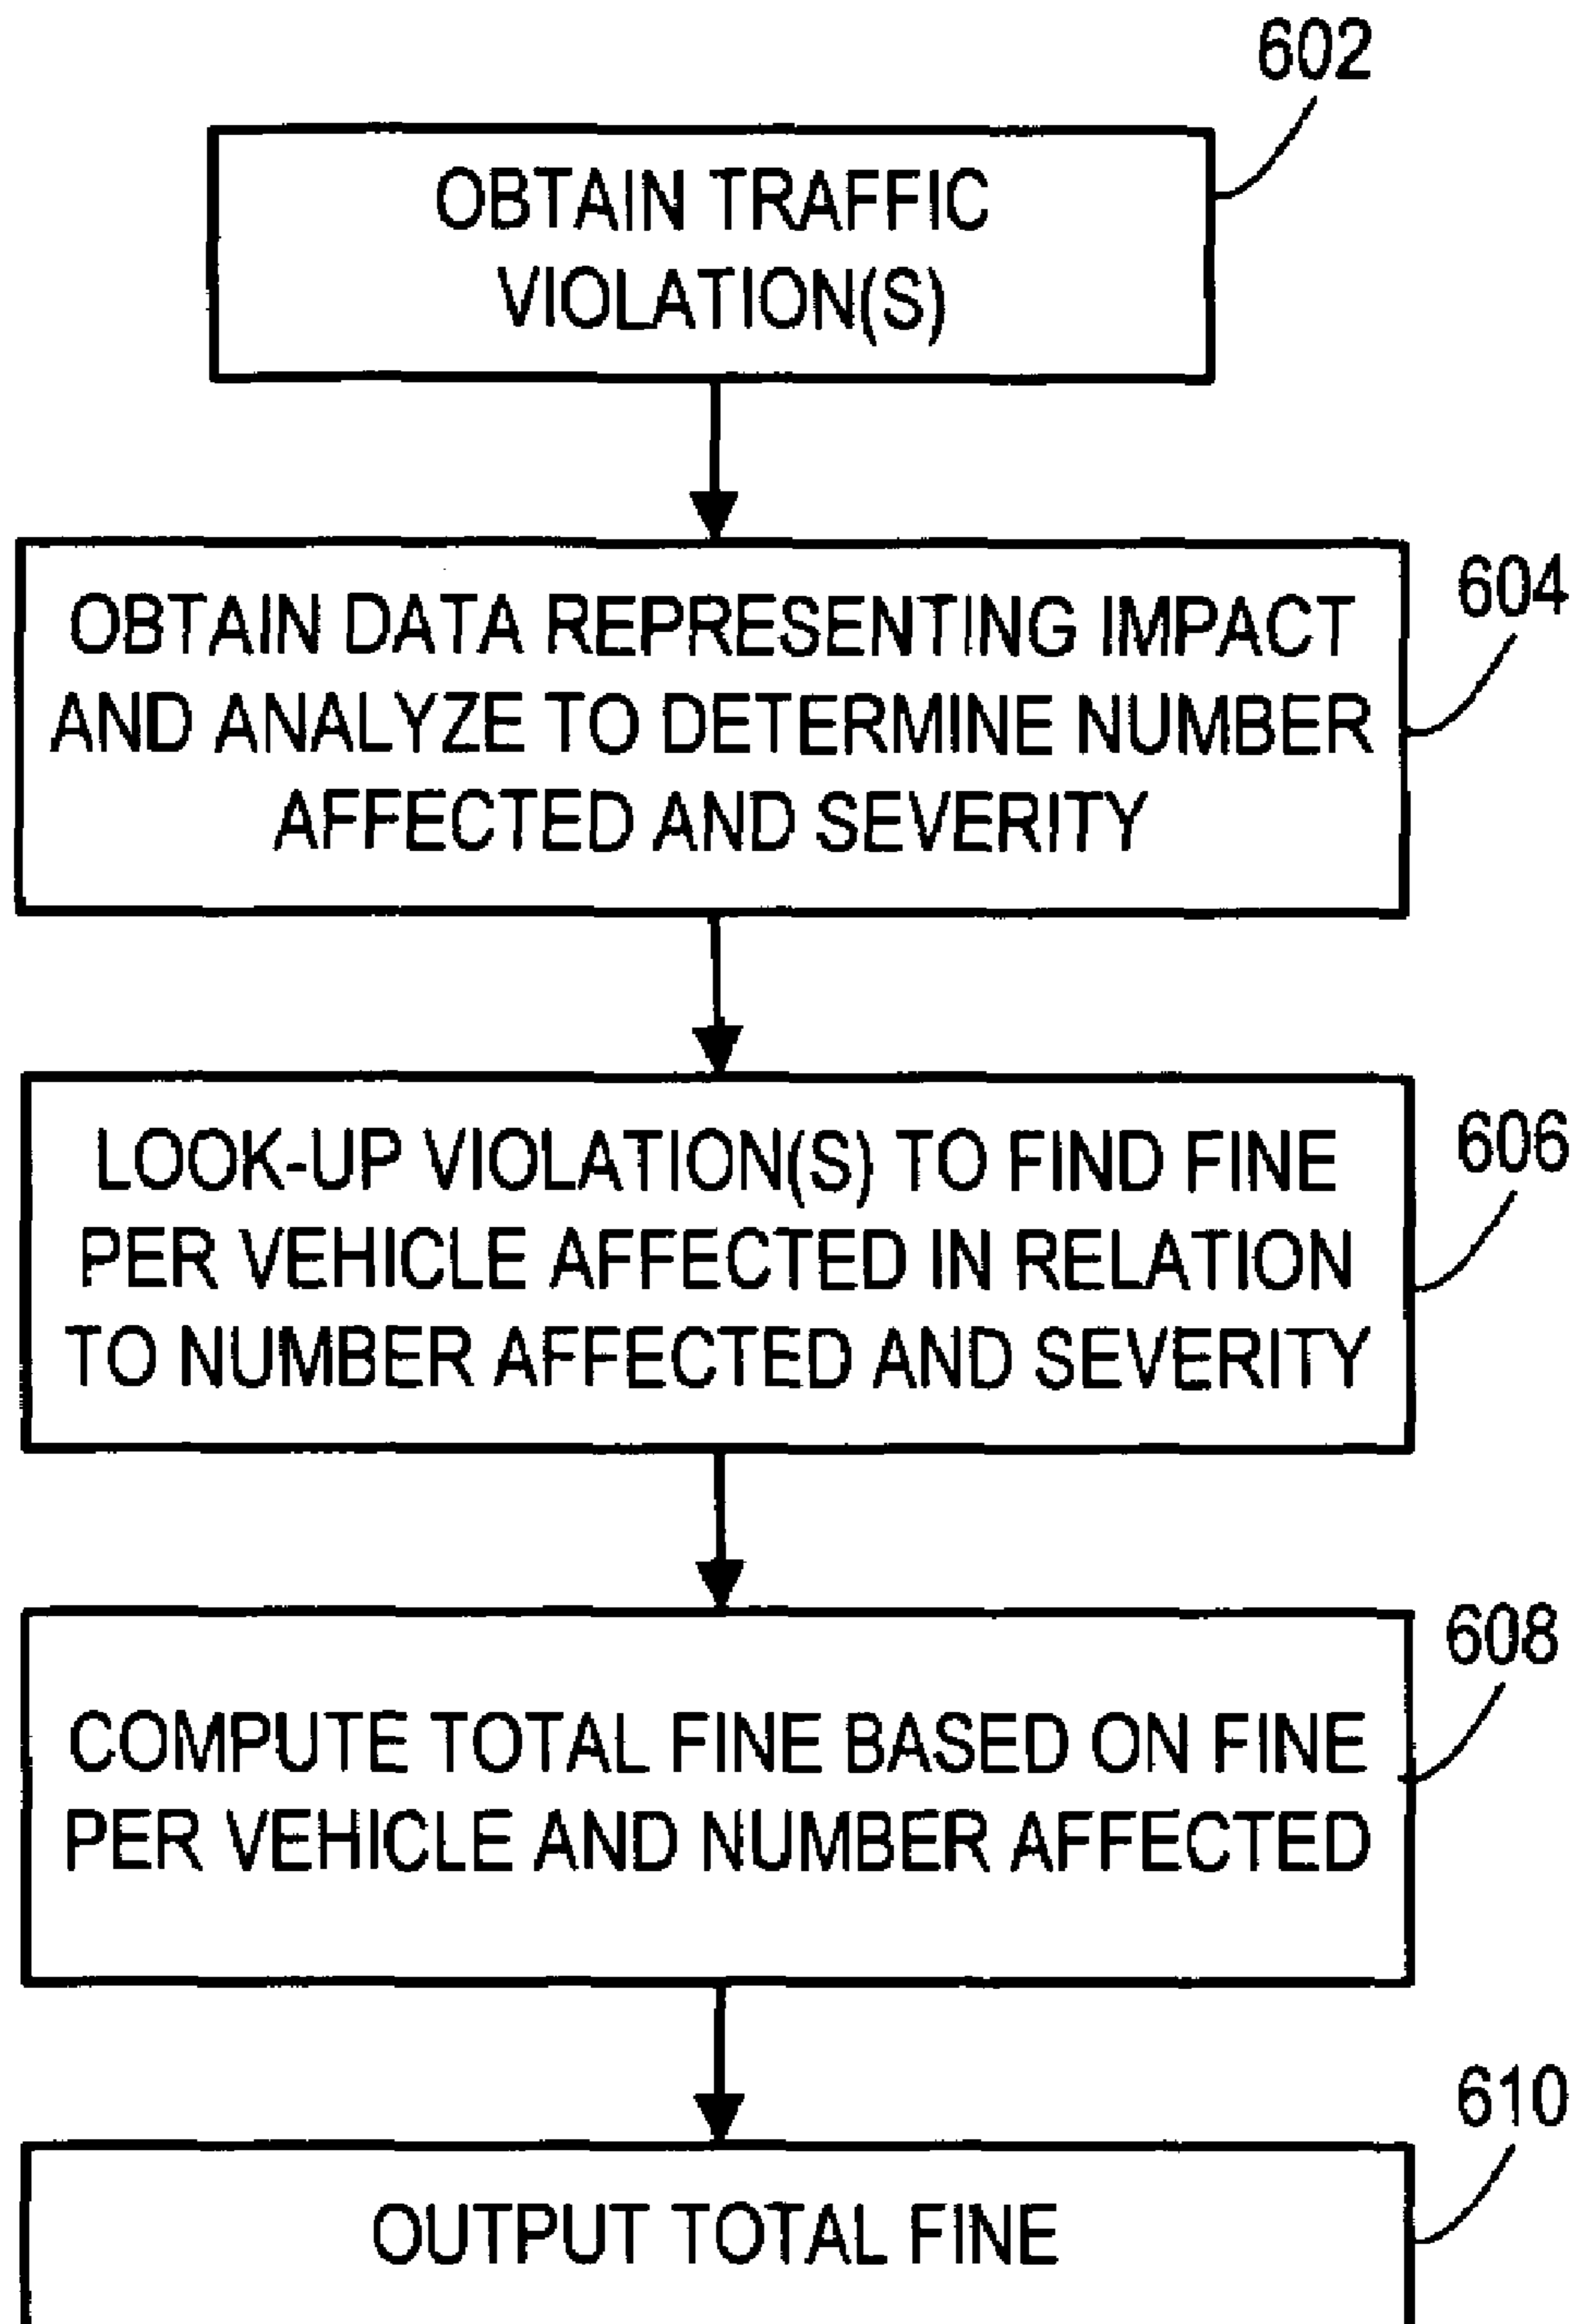 602
OBTAIN TRAFFIC
VIOLATION(S)
604
OBTAIN DATA REPRESENTING IMPACT
AND ANALYZE TO DETERMINE NUMBER
AFFECTED AND SEVERITY
606
LOOK-UP VIOLATION(S) TO FIND FINE
PER VEHICLE AFFECTED IN RELATION
TO NUMBER AFFECTED AND SEVERITY
608
COMPUTE TOTAL FINE BASED ON FINE
PER VEHICLE AND NUMBER AFFECTED
610
OUTPUT TOTAL FINE